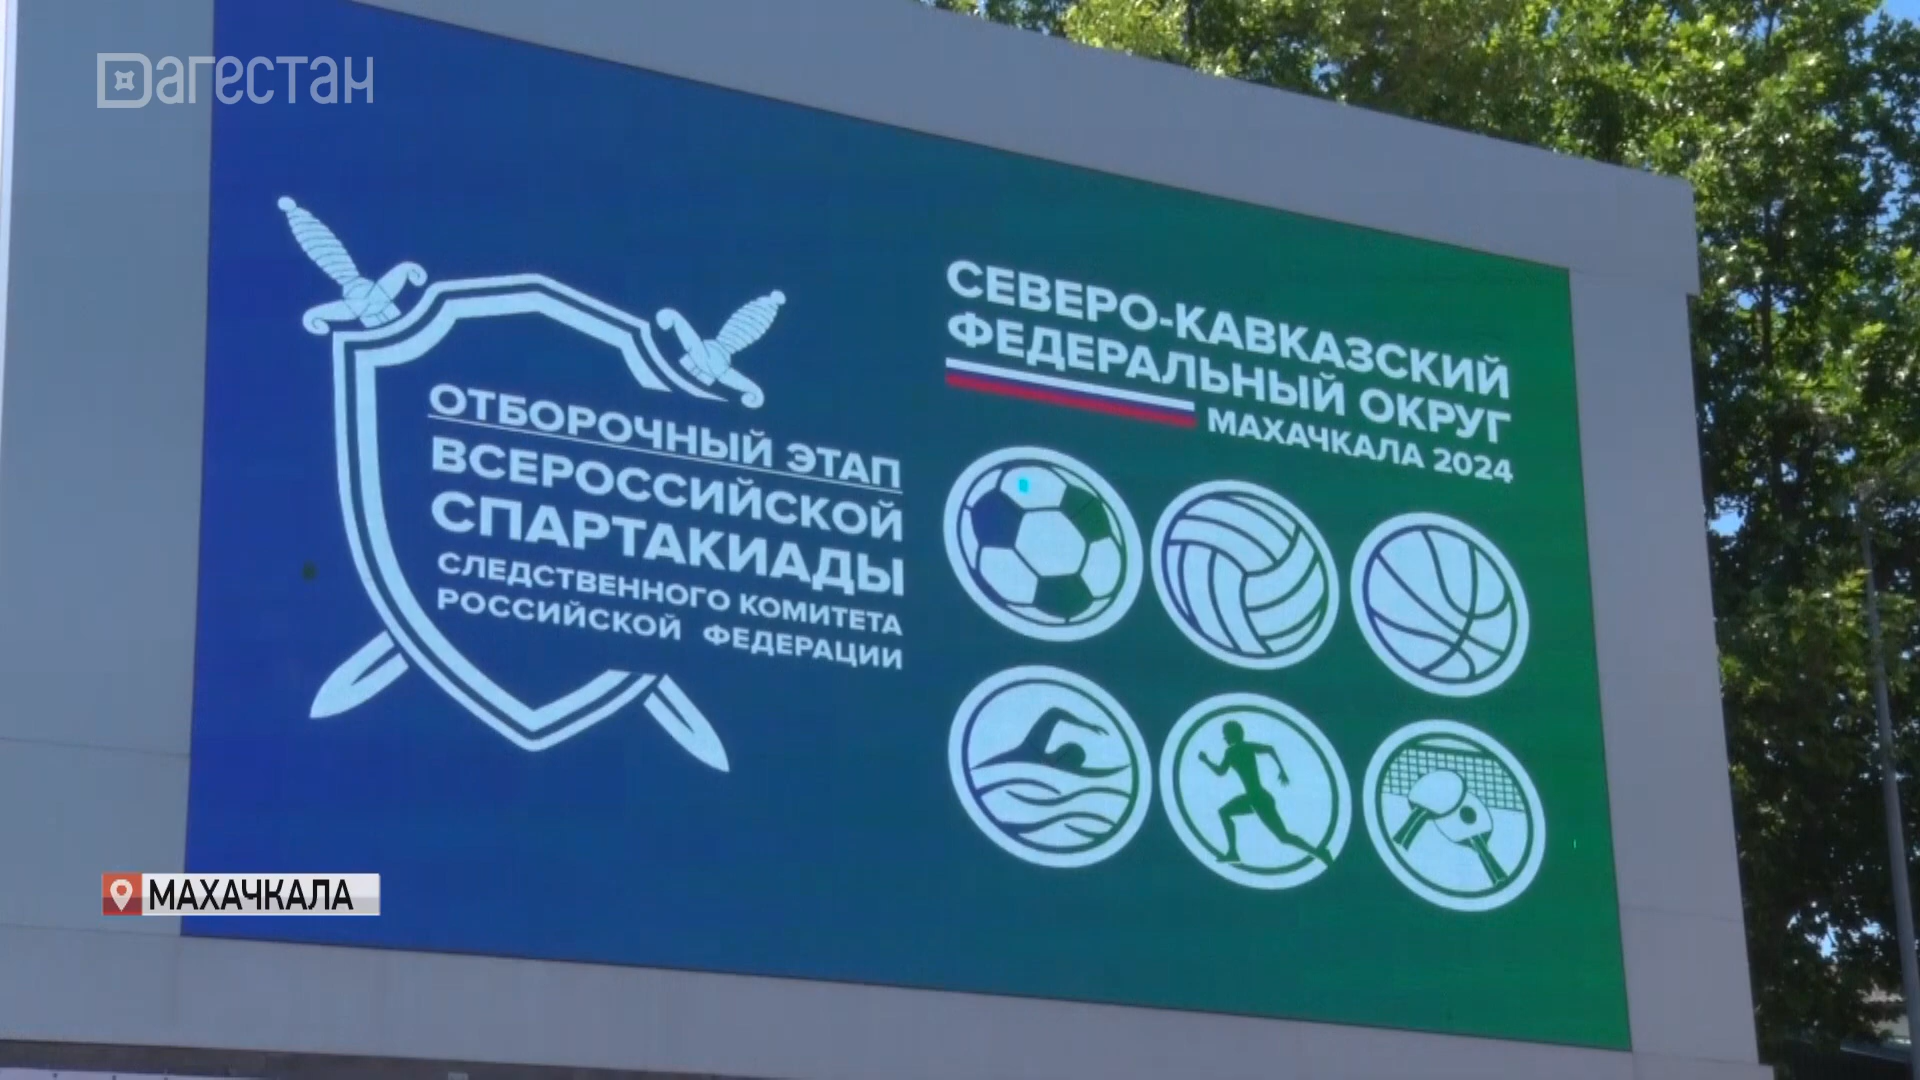 Дагестан
ОТБОРОЧНЫЙ ЭТАП
ВСЕРОССИЙСКОЙ
СПАРТАКИАДЫ
СЛЕДСТВЕННОГО КОМИТЕТА
РОССИЙСКОЙ ФЕДЕРАЦИИ
СЕВЕРО-КАВКАЗСКИЙ
ФЕДЕРАЛЬНЫЙ ОКРУГ
МАХАЧКАЛА 2024
МАХАЧКАЛА